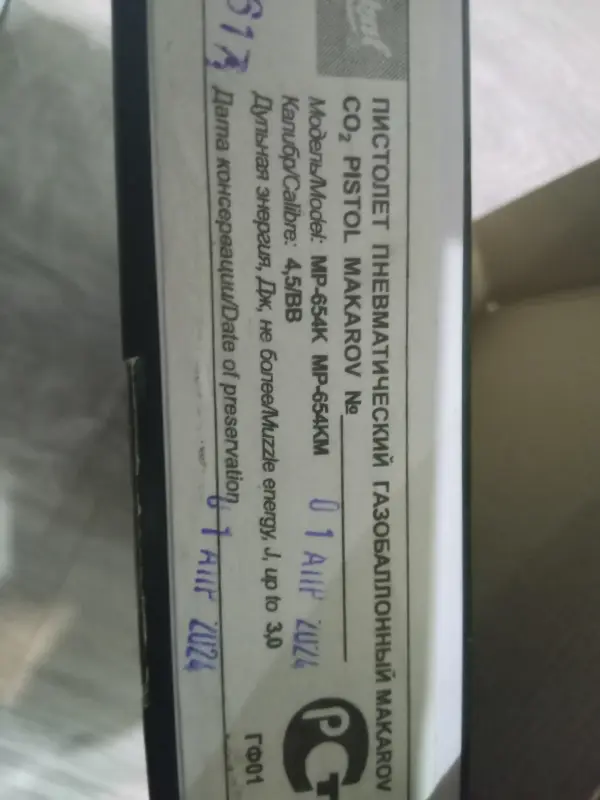 ПИСТОЛЕТ ПНЕВМАТИЧЕСКИЙ ГАЗОБАЛЛОННЫЙ MAKAROV
CO₂ PISTOL MAKAROV №
Модель/Model: MP-654K MP-654KM
01 АПР 2024
Калибр/Calibre: 4,5/BB
Дульная энергия, Дж, не более/Muzzle energy, J, up to 3,0
Дата консервации/Date of preservation
01 АПР 2024
РСТ
ГФ01